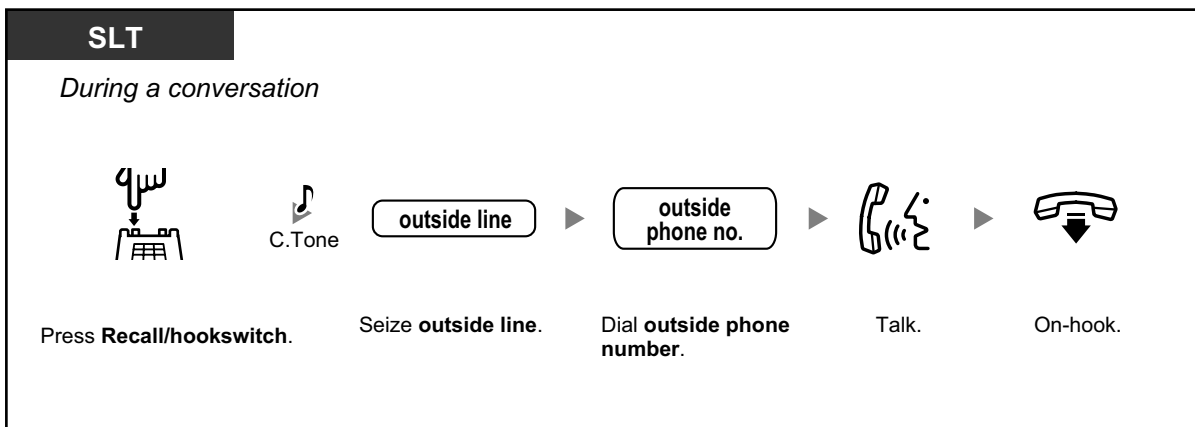 SLT
During a conversation
C.Tone
outside line
outside
phone no.
Press Recall/hookswitch.
Seize outside line.
Dial outside phone
number.
Talk.
On-hook.